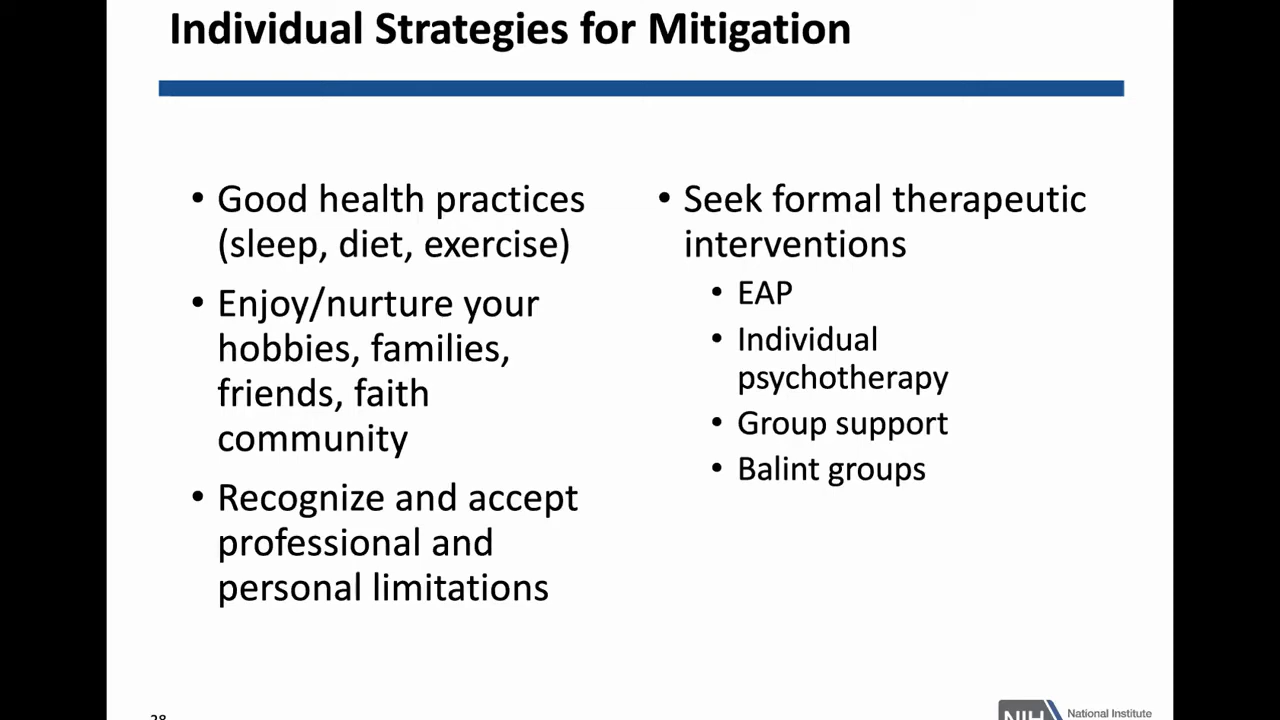 Individual Strategies for Mitigation
• Good health practices
(sleep, diet, exercise)
• Enjoy/nurture your
hobbies, families,
friends, faith
community
• Recognize and accept
professional and
personal limitations
• Seek formal therapeutic
interventions
• EAP
• Individual
psychotherapy
• Group support
• Balint groups
28
NIH National Institute